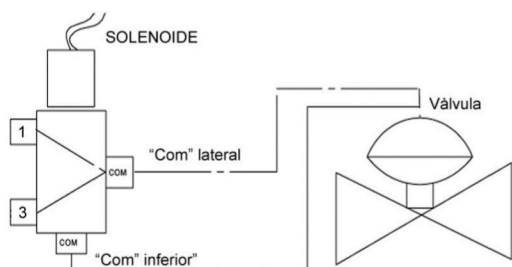 SOLENOIDE
Vàlvula
1
"Com" lateral
COM
3
COM
"Com" inferior"